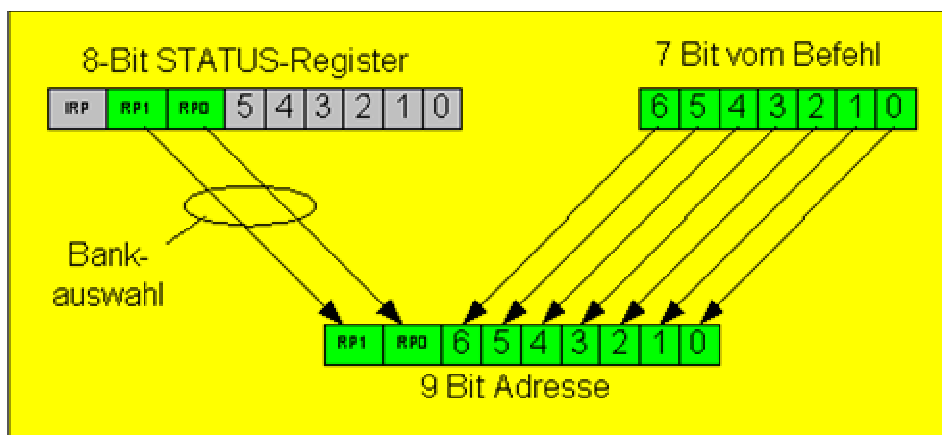 8-Bit STATUS-Register
7 Bit vom Befehl
IRP RP1 RP0 5 4 3 2 1 0
6 5 4 3 2 1 0
Bank-
auswahl
RP1 RP0 6 5 4 3 2 1 0
9 Bit Adresse